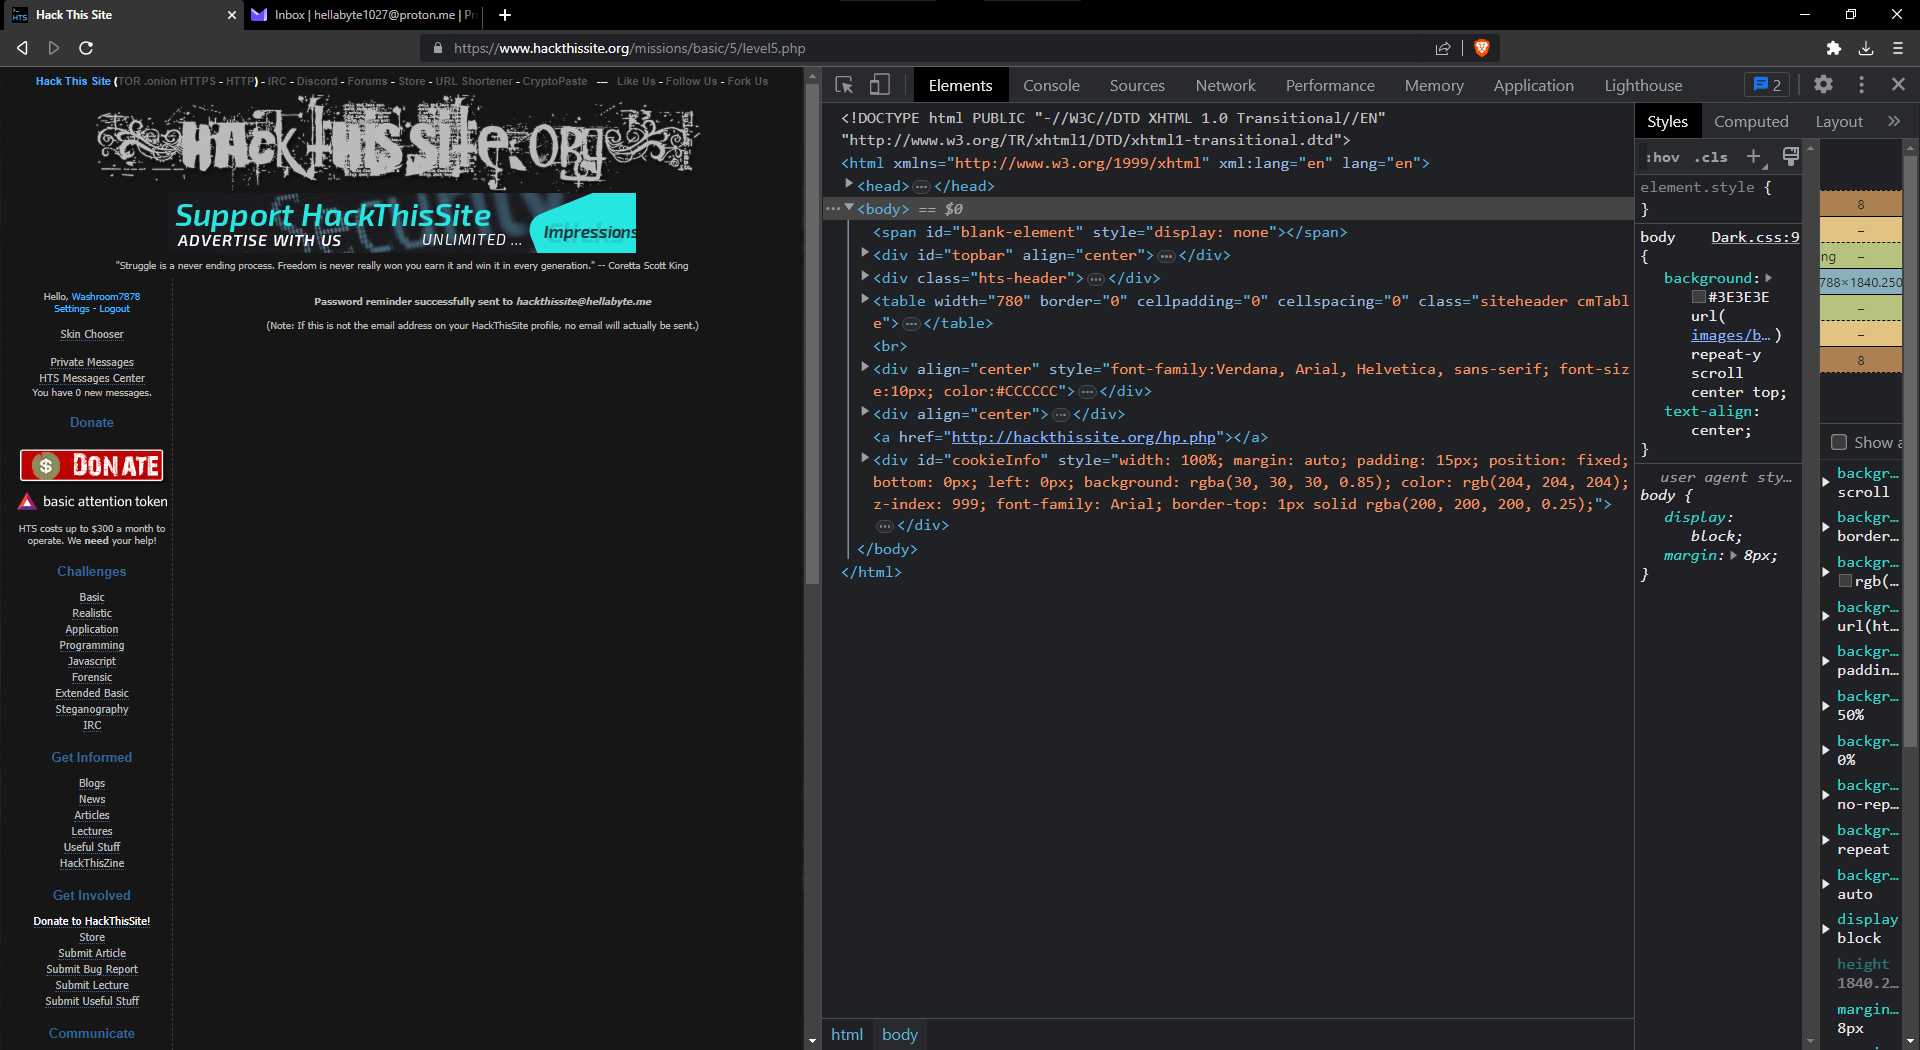 Hack This Site
Inbox | hellabyte1027@proton.me | Pr
https://www.hackthissite.org/missions/basic/5/level5.php
Hack This Site (TOR .onion HTTPS - HTTP) - IRC - Discord - Forums - Store - URL Shortener - CryptoPaste --- Like Us - Follow Us - Fork Us
HAck THIS SitE.ORG
Support HackThisSite
ADVERTISE WITH US UNLIMITED ... Impressions
"Struggle is a never ending process. Freedom is never really won you earn it and win it in every generation." -- Coretta Scott King
Hello, Washroom7878
Settings - Logout
Skin Chooser
Private Messages
HTS Messages Center
You have 0 new messages.
Donate
DONATE
basic attention token
HTS costs up to $300 a month to
operate. We need your help!
Challenges
Basic
Realistic
Application
Programming
Javascript
Forensic
Extended Basic
Steganography
IRC
Get Informed
Blogs
News
Articles
Lectures
Useful Stuff
HackThisZine
Get Involved
Donate to HackThisSite!
Store
Submit Article
Submit Bug Report
Submit Lecture
Submit Useful Stuff
Communicate
Password reminder successfully sent to hackthissite@hellabyte.me
(Note: If this is not the email address on your HackThisSite profile, no email will actually be sent.)
Elements Console Sources Network Performance Memory Application Lighthouse 2
<!DOCTYPE html PUBLIC "-//W3C//DTD XHTML 1.0 Transitional//EN"
"http://www.w3.org/TR/xhtml1/DTD/xhtml1-transitional.dtd">
<html xmlns="http://www.w3.org/1999/xhtml" xml:lang="en" lang="en">
<head>…</head>
<body> == $0
<span id="blank-element" style="display: none"></span>
<div id="topbar" align="center">…</div>
<div class="hts-header">…</div>
<table width="780" border="0" cellpadding="0" cellspacing="0" class="siteheader cmTabl
e">…</table>
<br>
<div align="center" style="font-family:Verdana, Arial, Helvetica, sans-serif; font-siz
e:10px; color:#CCCCCC">…</div>
<div align="center">…</div>
<a href="http://hackthissite.org/hp.php"></a>
<div id="cookieInfo" style="width: 100%; margin: auto; padding: 15px; position: fixed;
bottom: 0px; left: 0px; background: rgba(30, 30, 30, 0.85); color: rgb(204, 204, 204);
z-index: 999; font-family: Arial; border-top: 1px solid rgba(200, 200, 200, 0.25);">
…</div>
</body>
</html>
html body
Styles Computed Layout
:hov .cls +
element.style {
}
body Dark.css:9
{
background:
#3E3E3E
url(
images/b…)
repeat-y
scroll
center top;
text-align:
center;
}
user agent sty…
body {
display:
block;
margin: 8px;
}
8
–
ng –
788×1840.250
–
–
8
Show a
backgr…
scroll
backgr…
border…
backgr…
rgb(…
backgr…
url(ht…
backgr…
paddin…
backgr…
50%
backgr…
0%
backgr…
no-rep…
backgr…
repeat
backgr…
auto
display
block
height
1840.2…
margin…
8px